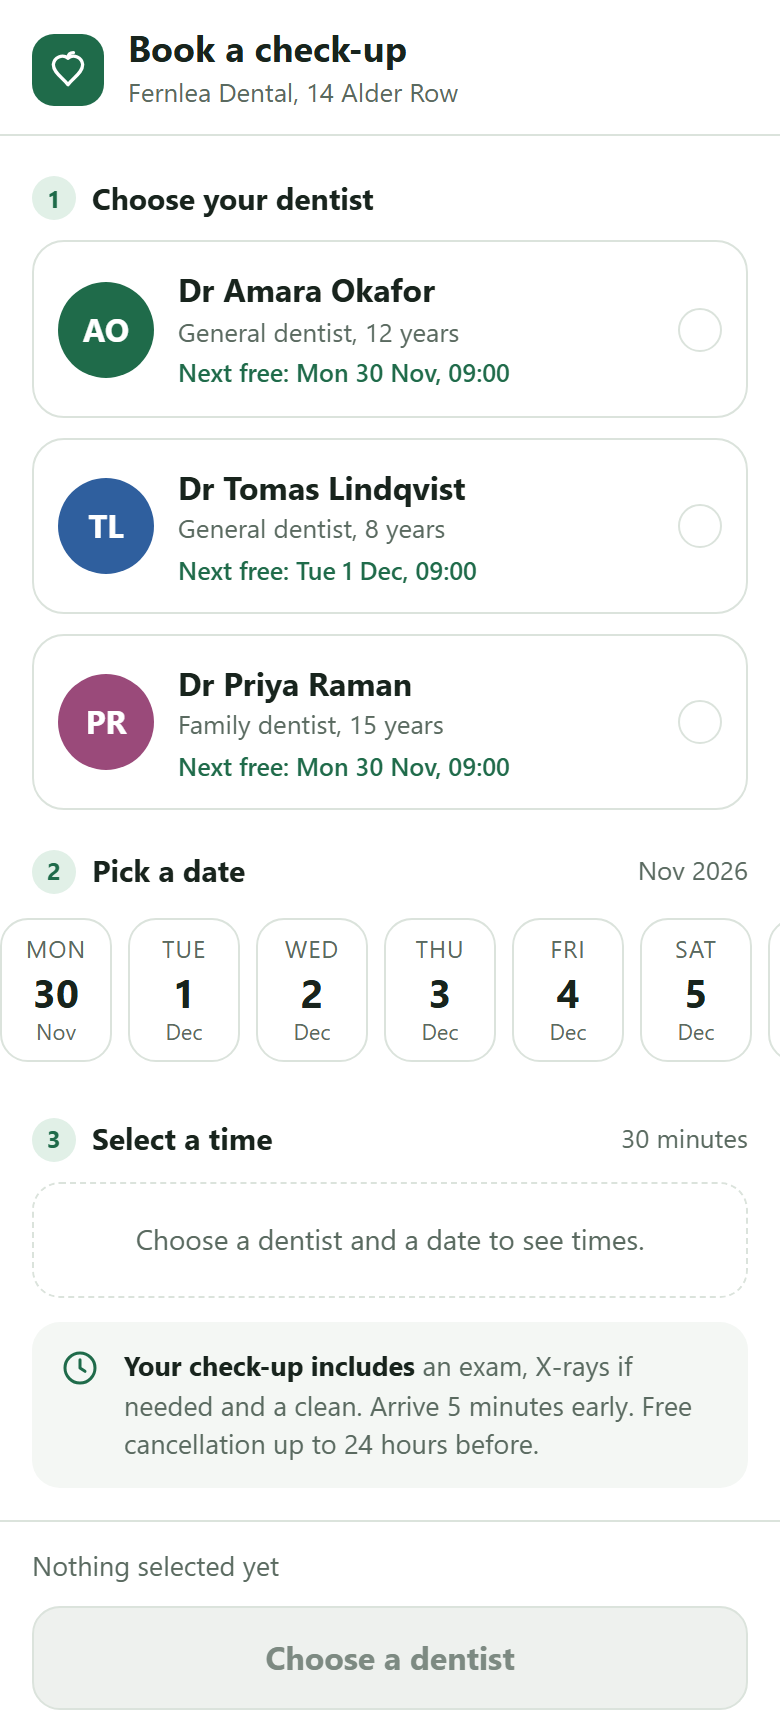 Book a check-up
Fernlea Dental, 14 Alder Row
1 Choose your dentist
AO
Dr Amara Okafor
General dentist, 12 years
Next free: Mon 30 Nov, 09:00
TL
Dr Tomas Lindqvist
General dentist, 8 years
Next free: Tue 1 Dec, 09:00
PR
Dr Priya Raman
Family dentist, 15 years
Next free: Mon 30 Nov, 09:00
2 Pick a date Nov 2026
MON TUE WED THU FRI SAT
30 1 2 3 4 5
Nov Dec Dec Dec Dec Dec
3 Select a time 30 minutes
Choose a dentist and a date to see times.
Your check-up includes an exam, X-rays if
needed and a clean. Arrive 5 minutes early. Free
cancellation up to 24 hours before.
Nothing selected yet
Choose a dentist